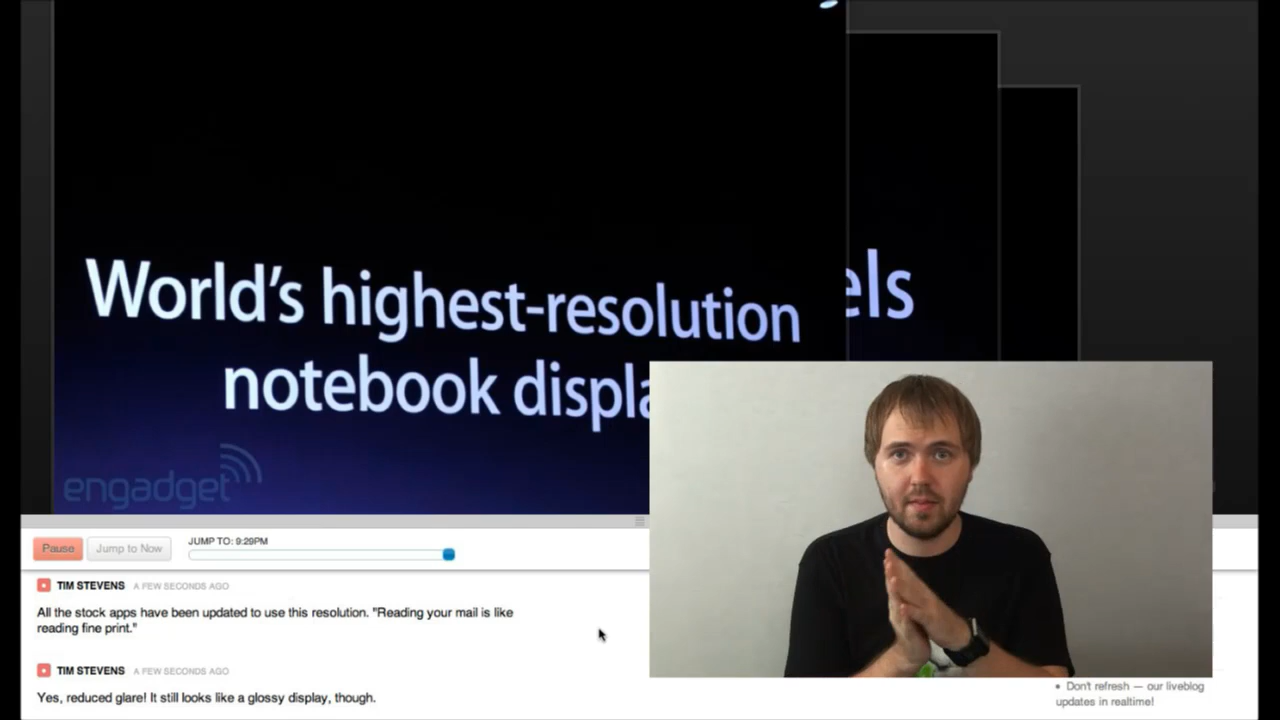 World's highest-resolution
els
notebook displa
engadget
Pause
Jump to Now
JUMP TO: 9:29PM
TIM STEVENS A FEW SECONDS AGO
All the stock apps have been updated to use this resolution. "Reading your mail is like
reading fine print."
TIM STEVENS A FEW SECONDS AGO
Yes, reduced glare! It still looks like a glossy display, though.
• Don't refresh — our liveblog
updates in realtime!